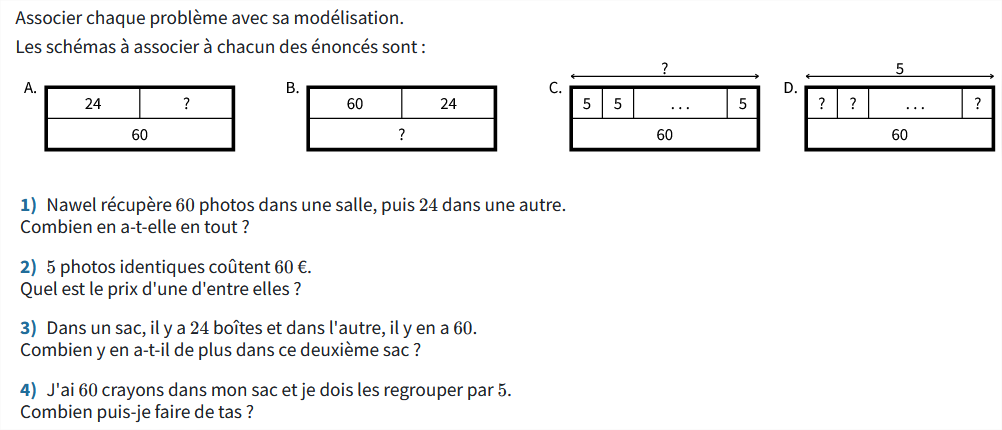 Associer chaque problème avec sa modélisation.
Les schémas à associer à chacun des énoncés sont :
A. B. C. ? D. 5
24 ? 60 24 5 5 ... 5 ? ? ... ?
60 ? 60 60
1) Nawel récupère 60 photos dans une salle, puis 24 dans une autre.
Combien en a-t-elle en tout ?
2) 5 photos identiques coûtent 60 €.
Quel est le prix d'une d'entre elles ?
3) Dans un sac, il y a 24 boîtes et dans l'autre, il y en a 60.
Combien y en a-t-il de plus dans ce deuxième sac ?
4) J'ai 60 crayons dans mon sac et je dois les regrouper par 5.
Combien puis-je faire de tas ?